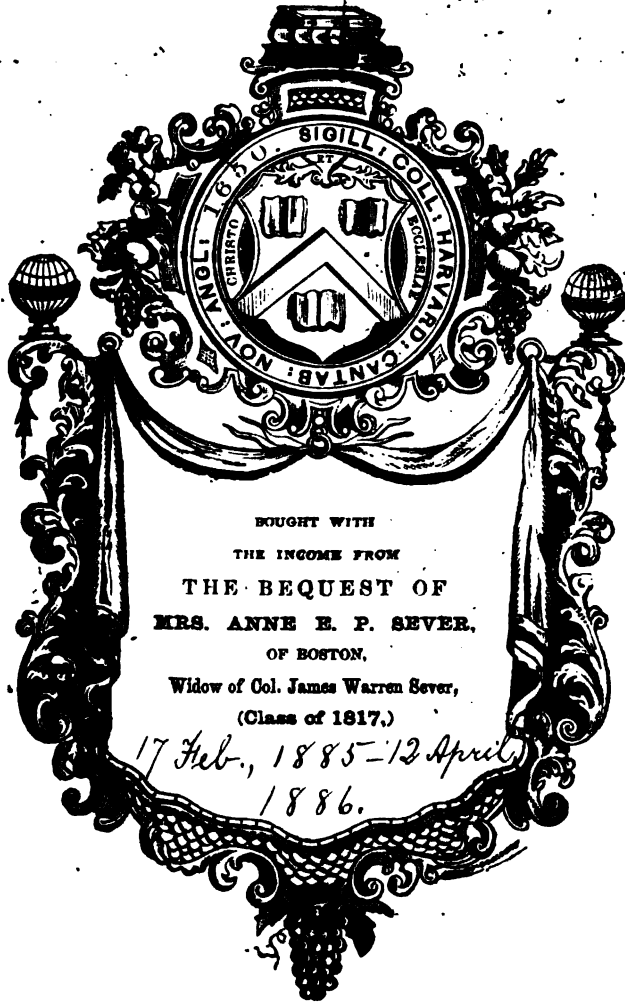 SIGILL: COLL: HARVARD: CANTAB: NOV: ANGL: 1650.
CHRISTO ET ECCLESIAE
BOUGHT WITH
THE INCOME FROM
THE BEQUEST OF
MRS. ANNE E. P. SEVER,
OF BOSTON,
Widow of Col. James Warren Sever,
(Class of 1817,)
17 Feb., 1885-12 April,
1886.